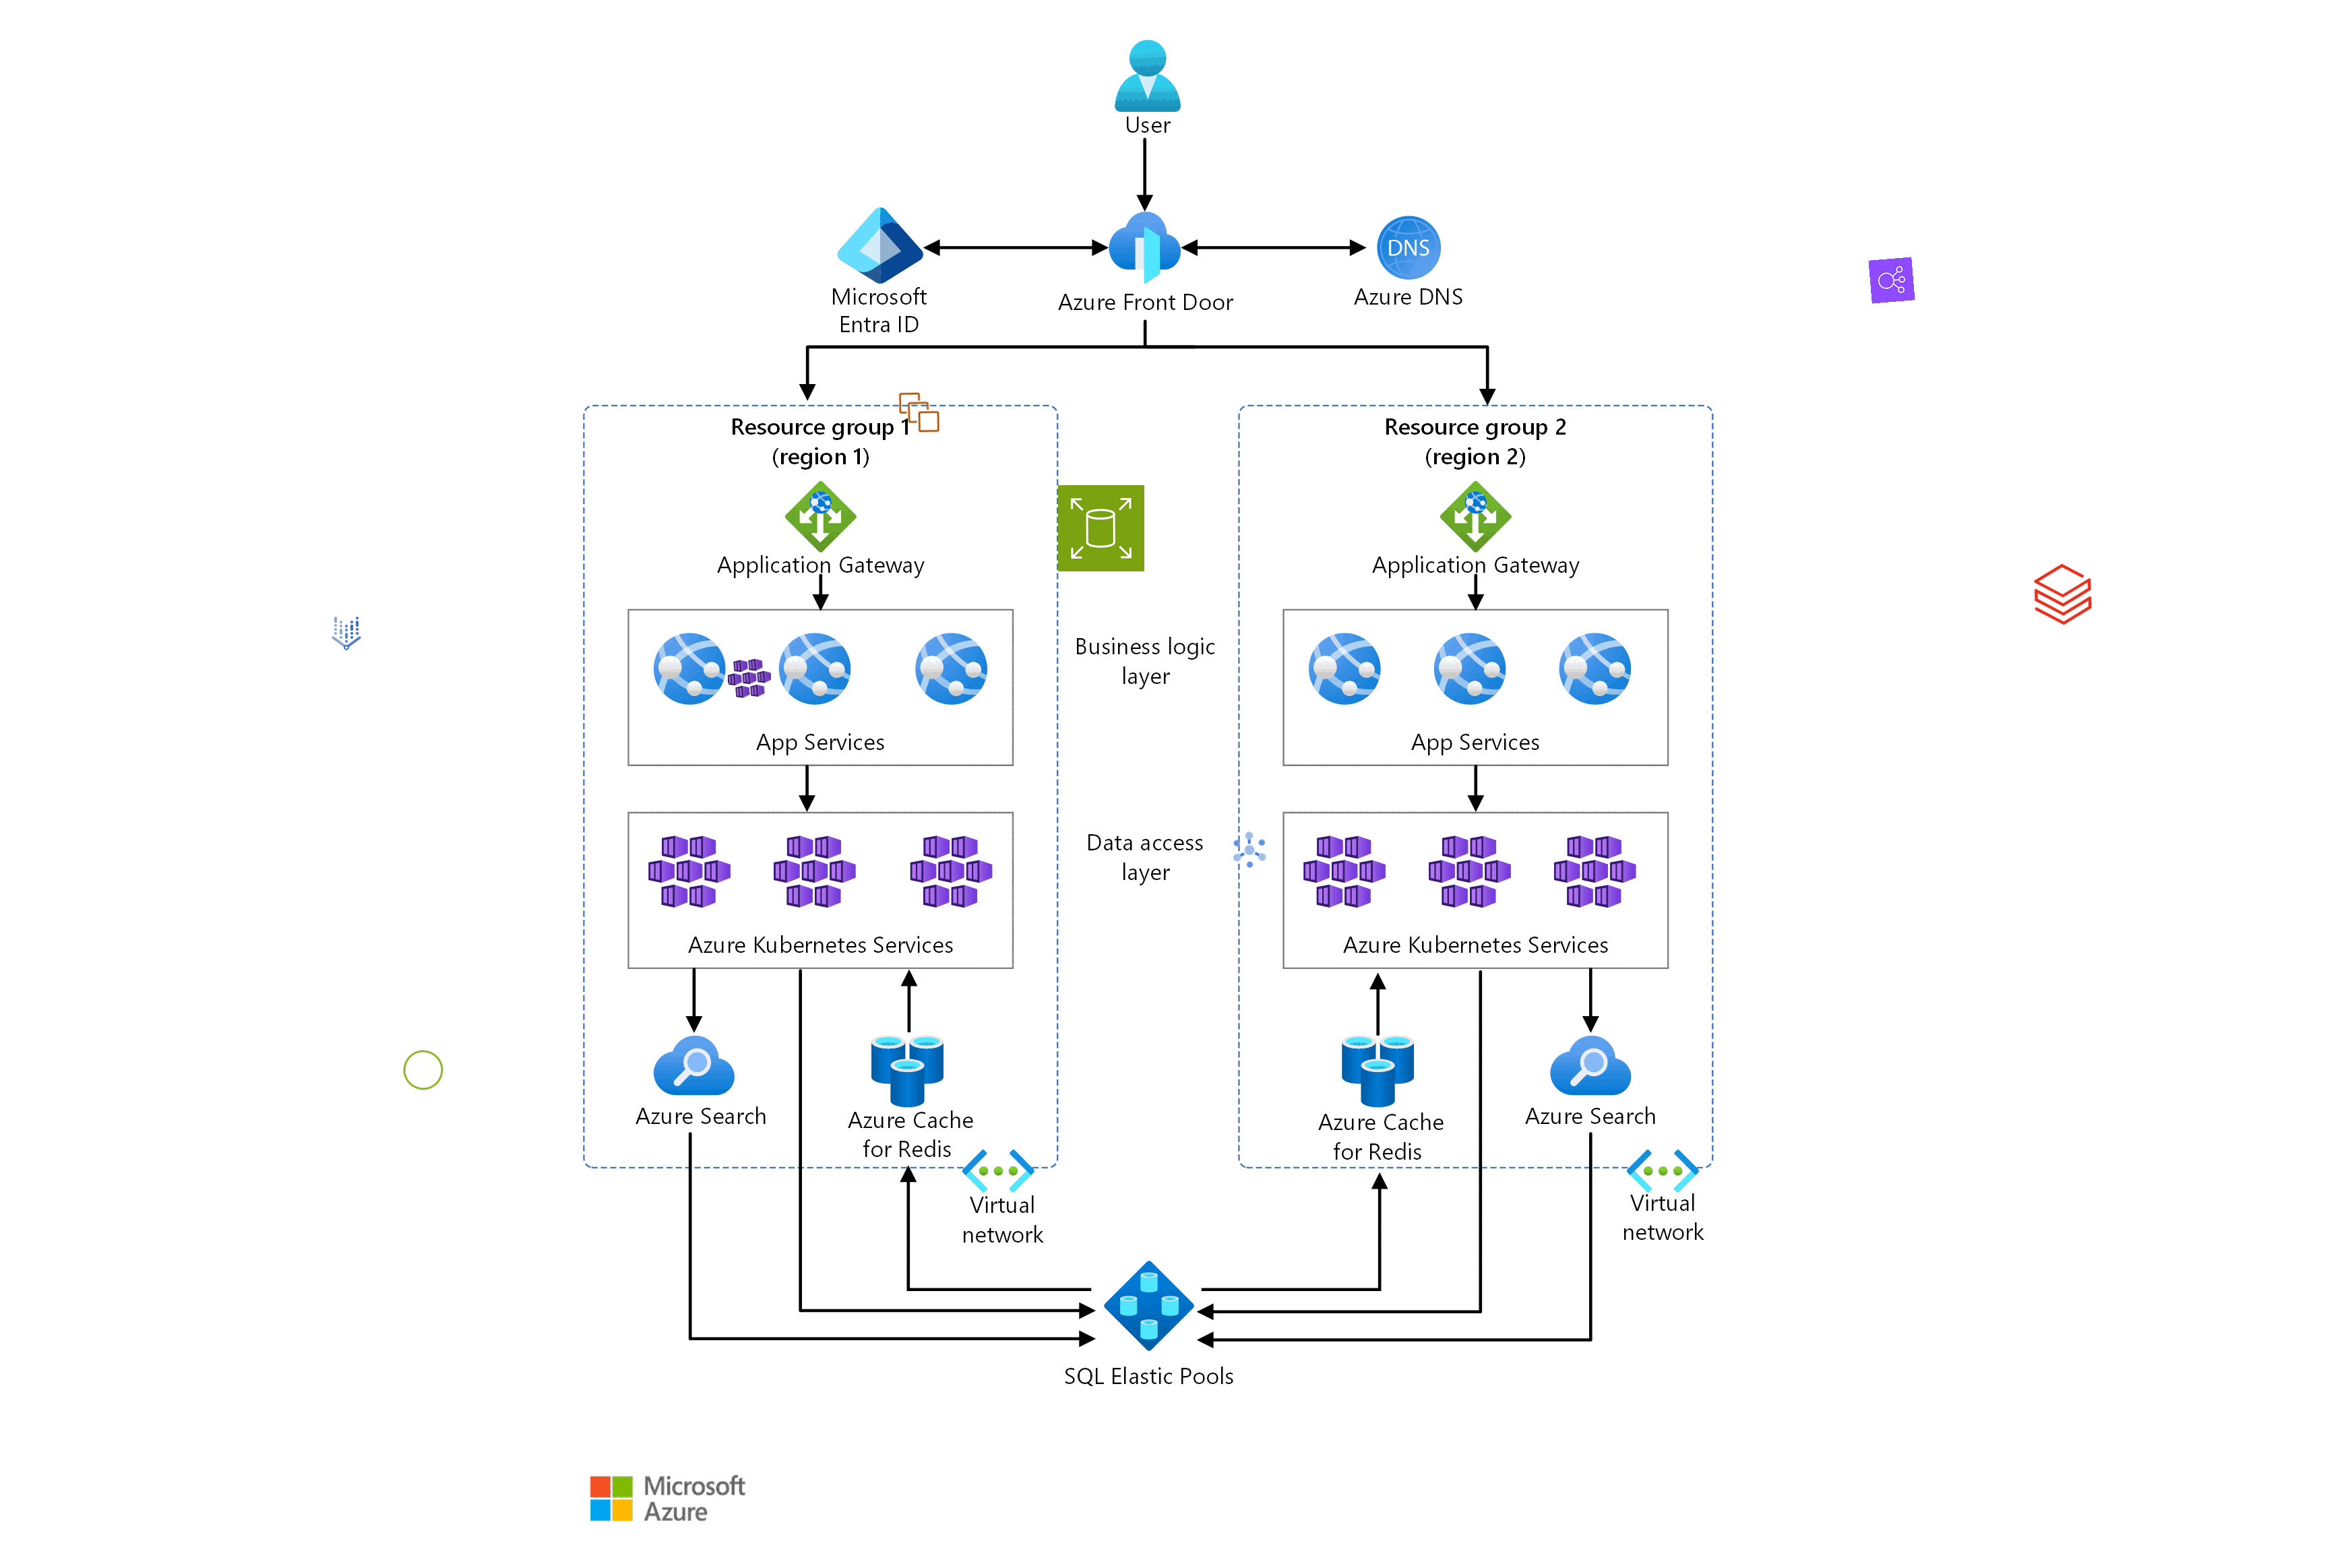 User
DNS
Microsoft
Entra ID
Azure Front Door
Azure DNS
Resource group 1
(region 1)
Resource group 2
(region 2)
Application Gateway
Application Gateway
Business logic
layer
App Services
App Services
Data access
layer
Azure Kubernetes Services
Azure Kubernetes Services
Azure Search
Azure Cache
for Redis
Azure Cache
for Redis
Azure Search
Virtual
network
Virtual
network
SQL Elastic Pools
Microsoft
Azure